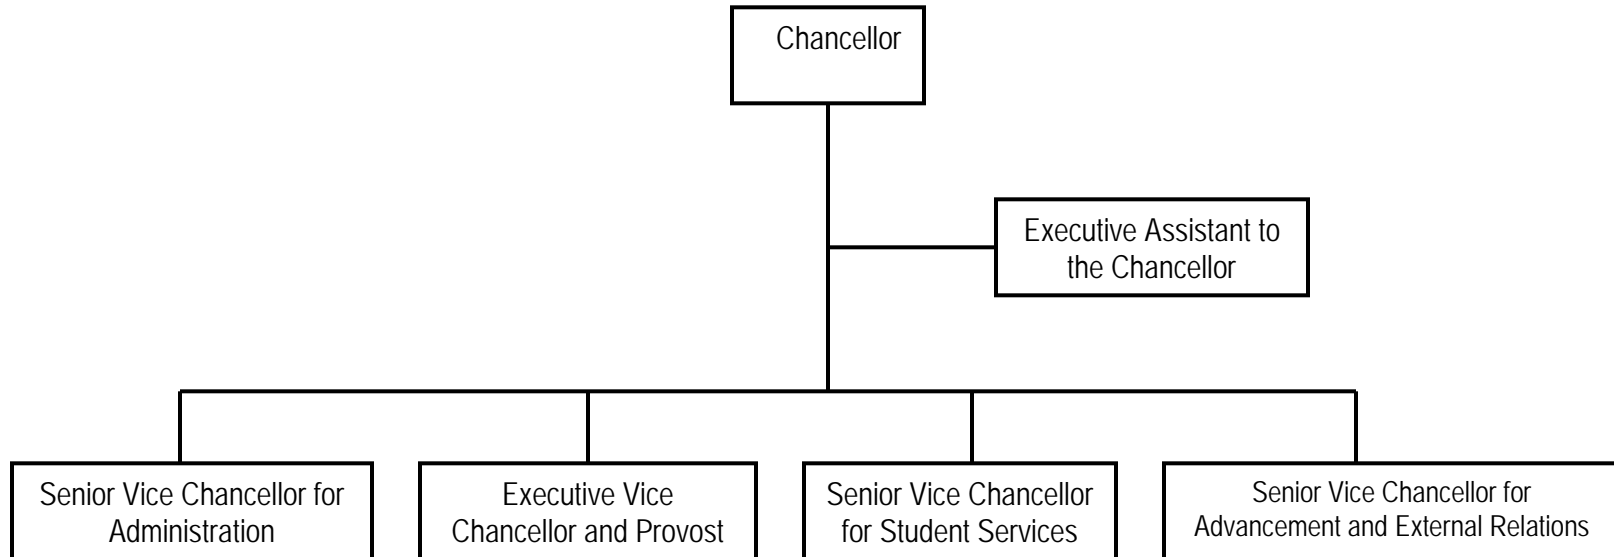 Chancellor
Executive Assistant to
the Chancellor
Senior Vice Chancellor for
Administration
Executive Vice
Chancellor and Provost
Senior Vice Chancellor
for Student Services
Senior Vice Chancellor for
Advancement and External Relations